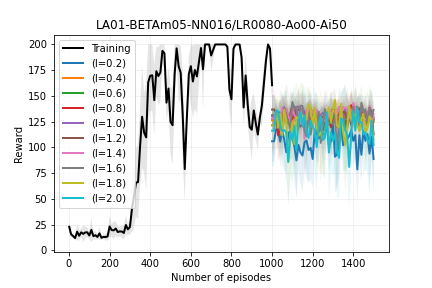 LA01-BETAm05-NN016/LR0080-Ao00-Ai50
200
175
150
125
100
75
50
25
0
Reward
Training
(l=0.2)
(l=0.4)
(l=0.6)
(l=0.8)
(l=1.0)
(l=1.2)
(l=1.4)
(l=1.6)
(l=1.8)
(l=2.0)
0 200 400 600 800 1000 1200 1400
Number of episodes